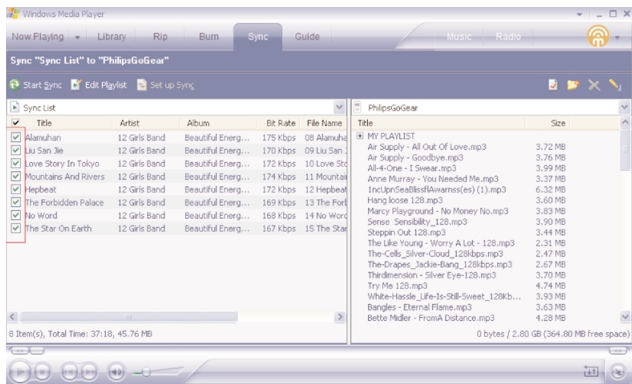 Windows Media Player
Now Playing Library Rip Burn Sync Guide Music Radio
Sync "Sync List" to "PhilipsGoGear"
Start Sync Edit Playlist Set up Sync
Sync List PhilipsGoGear
Title Artist Album Bit Rate File Name Title Size
Alamuhan 12 Girls Band Beautiful Energ... 175 Kbps 08 Alamuha
Liu San Jie 12 Girls Band Beautiful Energ... 170 Kbps 09 Liu San J
Love Story In Tokyo 12 Girls Band Beautiful Energ... 172 Kbps 10 Love Sto
Mountains And Rivers 12 Girls Band Beautiful Energ... 174 Kbps 11 Mountai
Hepbeat 12 Girls Band Beautiful Energ... 172 Kbps 12 Hepbeat
The Forbidden Palace 12 Girls Band Beautiful Energ... 169 Kbps 13 The Forb
No Word 12 Girls Band Beautiful Energ... 168 Kbps 14 No Word
The Star On Earth 12 Girls Band Beautiful Energ... 167 Kbps 15 The Star
MY PLAYLIST
Air Supply - All Out Of Love.mp3 3.72 MB
Air Supply - Goodbye.mp3 3.76 MB
All-4-One - I Swear.mp3 3.99 MB
Anne Murray - You Needed Me.mp3 3.37 MB
(1).mp3 6.32 MB
Hang loose 128.mp3 3.60 MB
Marcy Playground - No Money No.mp3 3.83 MB
Sense Sensibility_128.mp3 3.90 MB
Steppin Out 128.mp3 3.44 MB
The Like Young - Worry A Lot - 128.mp3 2.31 MB
The-Cells_Silver-Cloud_128kbps.mp3 2.47 MB
The-Drapes_Jackie-Bang_128kbps.mp3 2.67 MB
Thirdimension - Silver Eye-128.mp3 3.70 MB
Try Me 128.mp3 4.74 MB
White-Hassle_Life-Is-Still-Sweet_128Kb... 3.93 MB
Bangles - Eternal Flame.mp3 3.63 MB
Bette Midler - FromA Distance.mp3 4.28 MB
8 Item(s), Total Time: 37:18, 45.76 MB 0 bytes / 2.80 GB (364.80 MB free space)